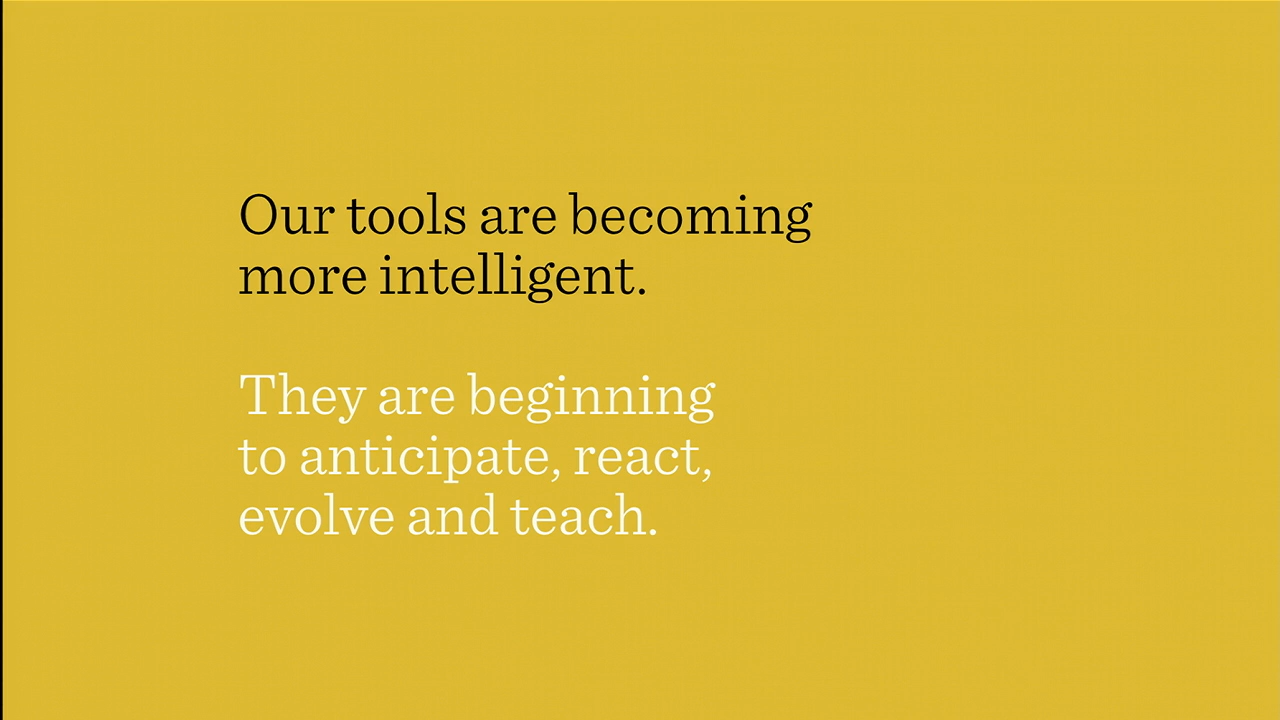 Our tools are becoming
more intelligent.
They are beginning
to anticipate, react,
evolve and teach.